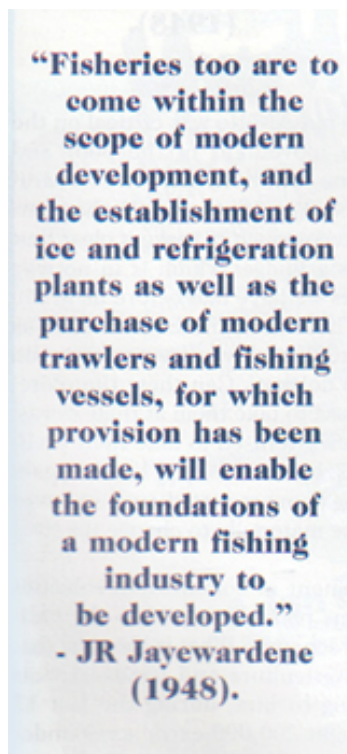 “Fisheries too are to
come within the
scope of modern
development, and
the establishment of
ice and refrigeration
plants as well as the
purchase of modern
trawlers and fishing
vessels, for which
provision has been
made, will enable
the foundations of
a modern fishing
industry to
be developed.”
- JR Jayewardene
(1948).